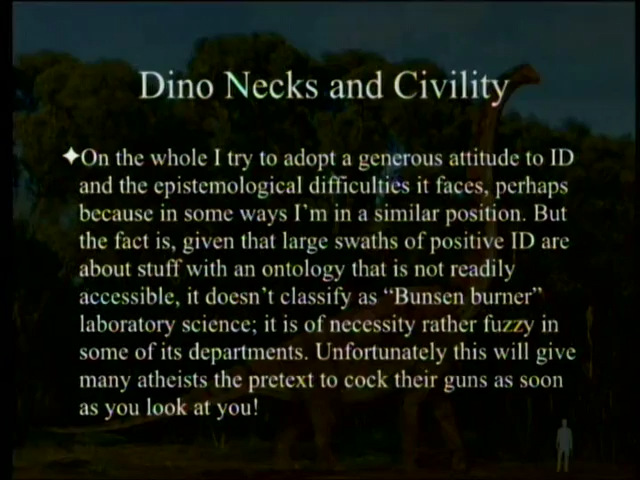 Dino Necks and Civility
✦On the whole I try to adopt a generous attitude to ID
and the epistemological difficulties it faces, perhaps
because in some ways I'm in a similar position. But
the fact is, given that large swaths of positive ID are
about stuff with an ontology that is not readily
accessible, it doesn't classify as “Bunsen burner”
laboratory science; it is of necessity rather fuzzy in
some of its departments. Unfortunately this will give
many atheists the pretext to cock their guns as soon
as you look at you!